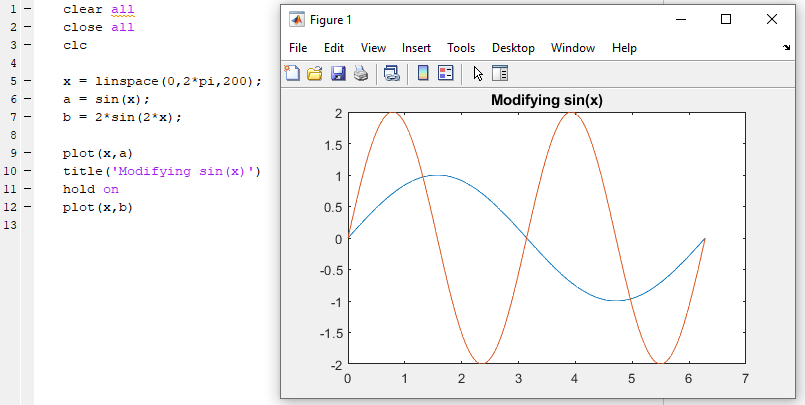 1 – clear all
2 – close all
3 – clc
4
5 – x = linspace(0,2*pi,200);
6 – a = sin(x);
7 – b = 2*sin(2*x);
8
9 – plot(x,a)
10 – title('Modifying sin(x)')
11 – hold on
12 – plot(x,b)
13
Figure 1
File Edit View Insert Tools Desktop Window Help
Modifying sin(x)
2
1.5
1
0.5
0
-0.5
-1
-1.5
-2
0 1 2 3 4 5 6 7